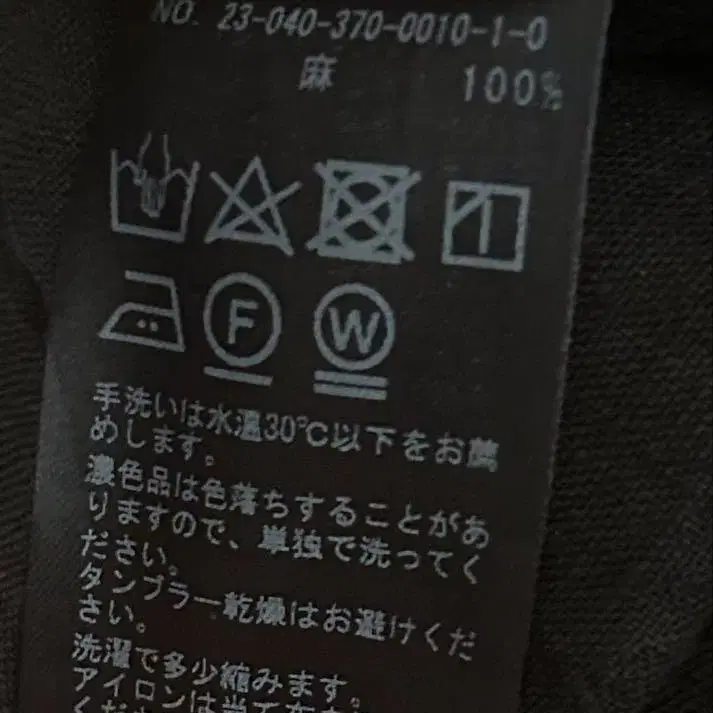 NO. 23-040-370-0010-1-0
麻 100%
F W
手洗いは水温30℃以下をお薦
めします。
濃色品は色落ちすることがあ
りますので、単独で洗ってく
ださい。
タンブラー乾燥はお避けくだ
さい。
洗濯で多少縮みます。
アイロンは当て布を